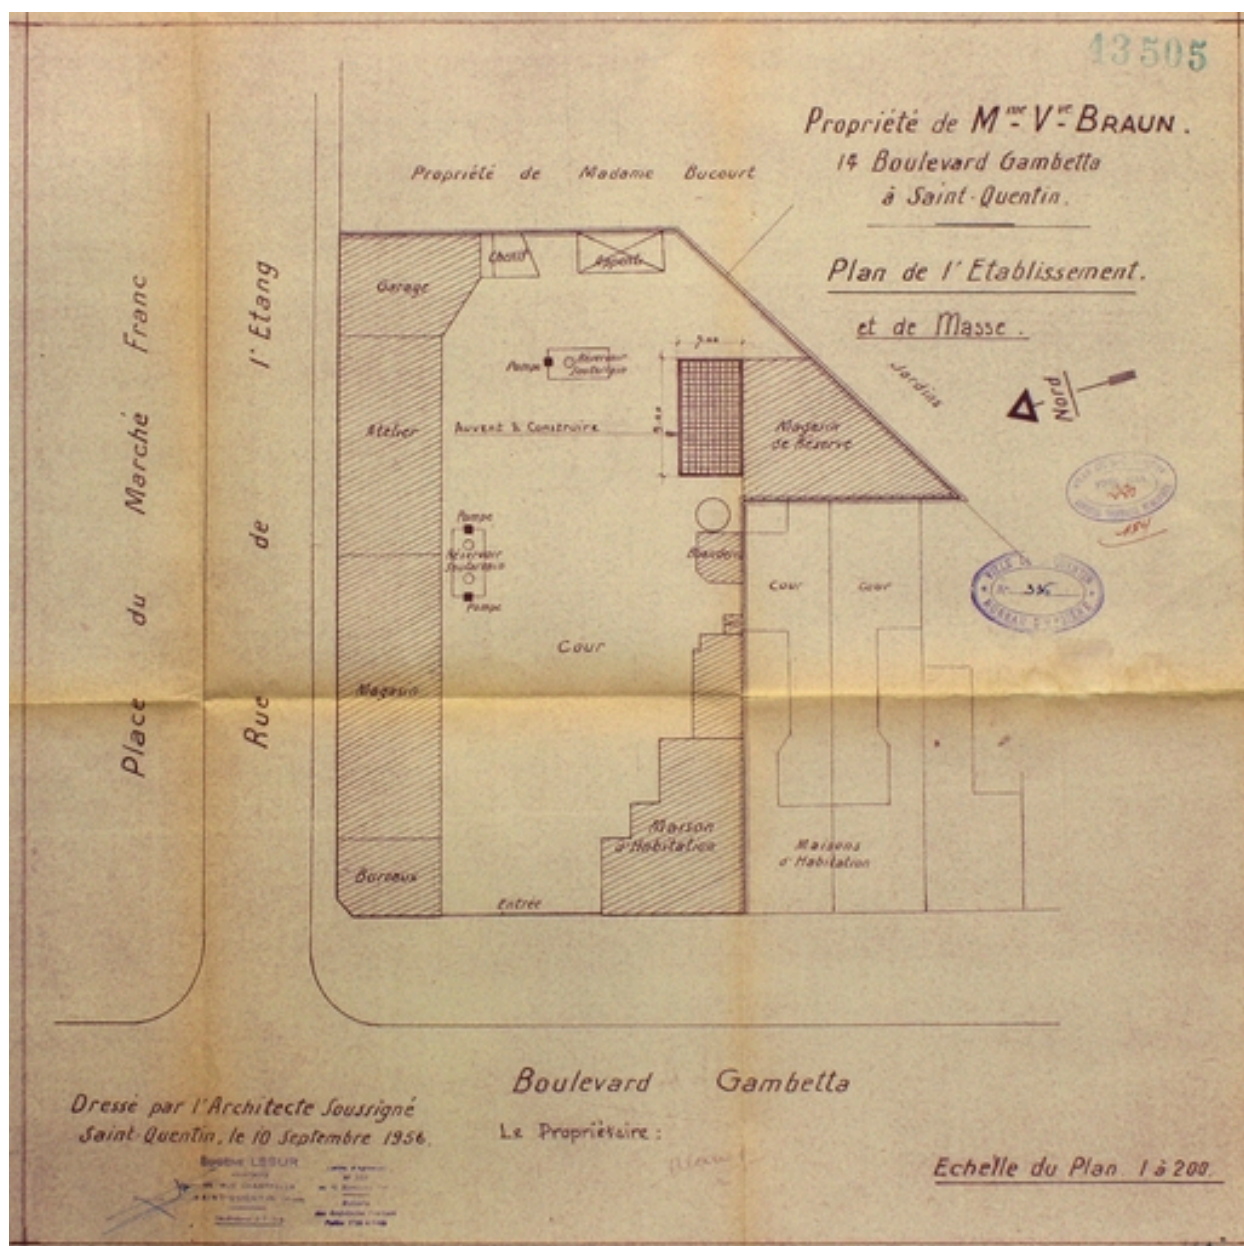 13505
Propriété de Mme Vve BRAUN.
14 Boulevard Gambetta
à Saint-Quentin.
Propriété de Madame Bucourt
Plan de l'Etablissement.
et de Masse.
Place du Marché Franc
Rue de l'Etang
Garage
Appentis
Pompe
Réservoir
Souterrain
Jardins
Nord
Atelier
Auvent à Construire
Magasin
de Réserve
Pompe
Réservoir
Souterrain
Pompe
Buanderie
Cour
Cour
Cour
Magasin
Maison
d'Habitation
Maisons
d'Habitation
Bureaux
Entrée
Boulevard Gambetta
Dressé par l'Architecte Soussigné
Saint-Quentin, le 10 Septembre 1956.
Le Propriétaire :
Echelle du Plan 1 à 200.